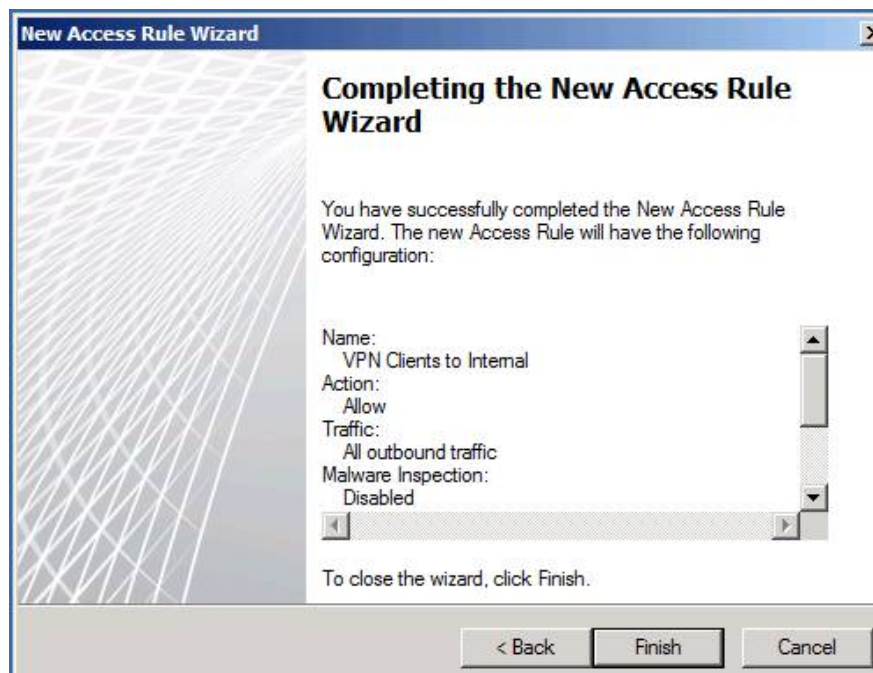 New Access Rule Wizard
Completing the New Access Rule
Wizard
You have successfully completed the New Access Rule
Wizard. The new Access Rule will have the following
configuration:
Name:
VPN Clients to Internal
Action:
Allow
Traffic:
All outbound traffic
Malware Inspection:
Disabled
To close the wizard, click Finish.
< Back
Finish
Cancel